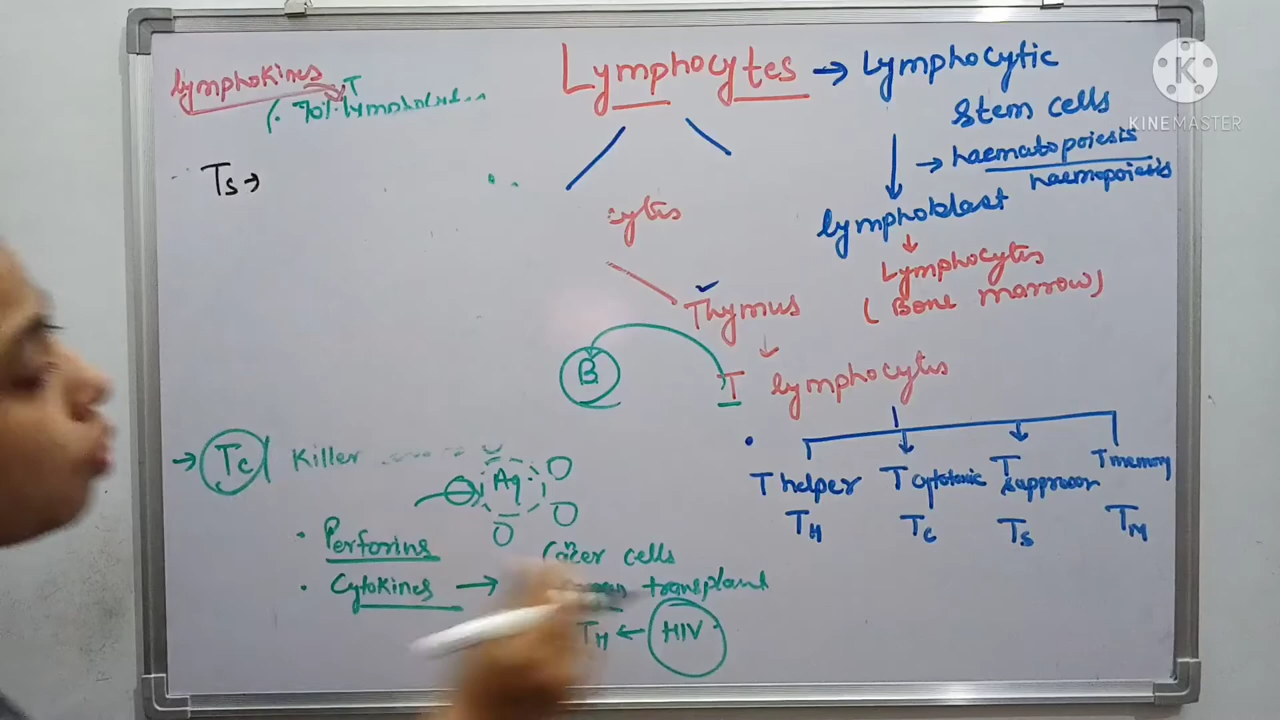 Lymphocytes → Lymphocytic
stem cells
→ haematopoiesis
haemopoiesis
lymphoblast
Lymphocytes
(Bone marrow)
lymphokines
T
Ts →
cytes
Thymus
B
T lymphocytes
T helper T cytotoxic T suppressor T memory
TH TC TS TM
→ Tc Killer
Ag
• Perforins
• Cytokines →
cells
transplant
TH ← HIV
K
KINEMASTER